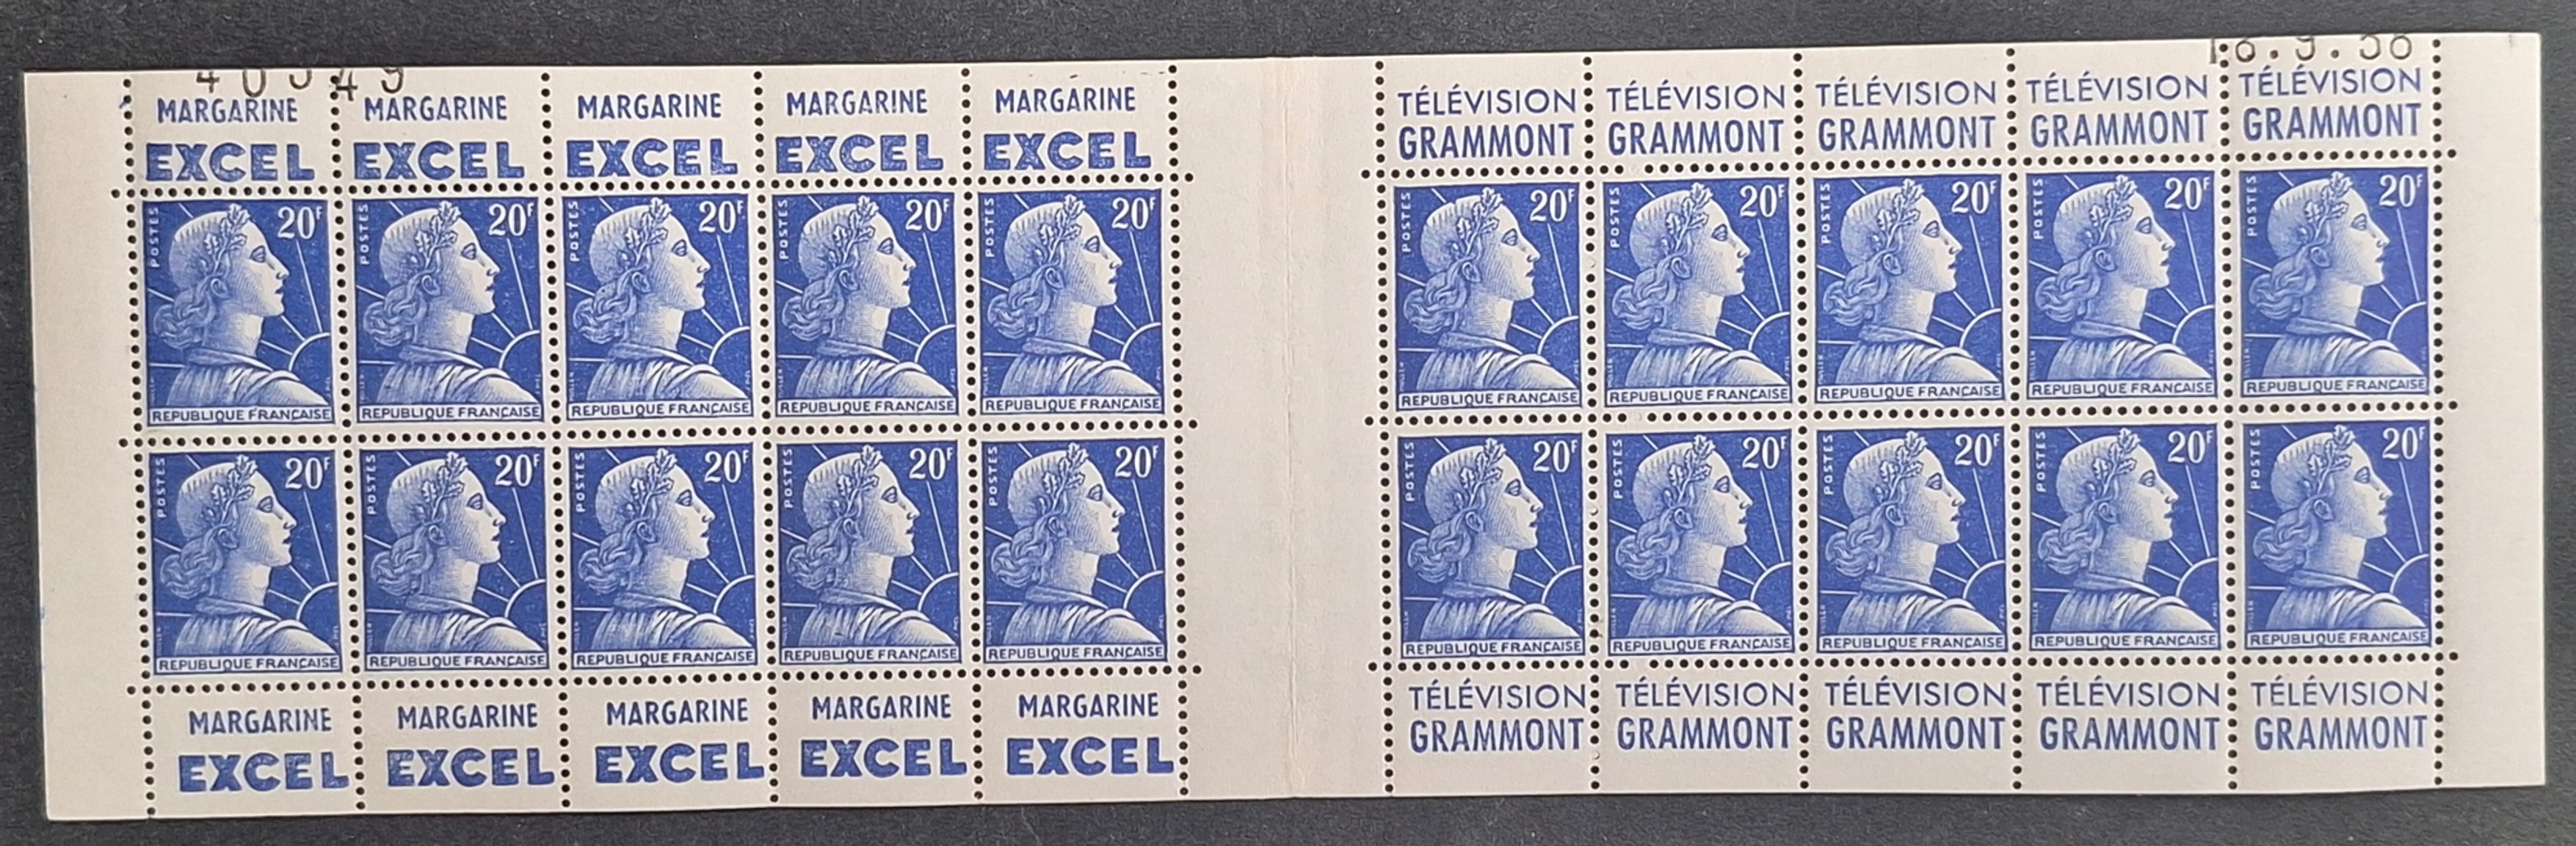 MARGARINE MARGARINE MARGARINE MARGARINE MARGARINE
EXCEL EXCEL EXCEL EXCEL EXCEL
POSTES 20F POSTES 20F POSTES 20F POSTES 20F POSTES 20F
REPUBLIQUE FRANÇAISE REPUBLIQUE FRANÇAISE REPUBLIQUE FRANÇAISE REPUBLIQUE FRANÇAISE REPUBLIQUE FRANÇAISE
POSTES 20F POSTES 20F POSTES 20F POSTES 20F POSTES 20F
REPUBLIQUE FRANÇAISE REPUBLIQUE FRANÇAISE REPUBLIQUE FRANÇAISE REPUBLIQUE FRANÇAISE REPUBLIQUE FRANÇAISE
MARGARINE MARGARINE MARGARINE MARGARINE MARGARINE
EXCEL EXCEL EXCEL EXCEL EXCEL
TÉLÉVISION TÉLÉVISION TÉLÉVISION TÉLÉVISION TÉLÉVISION
GRAMMONT GRAMMONT GRAMMONT GRAMMONT GRAMMONT
POSTES 20F POSTES 20F POSTES 20F POSTES 20F POSTES 20F
MULLER
REPUBLIQUE FRANÇAISE REPUBLIQUE FRANÇAISE REPUBLIQUE FRANÇAISE REPUBLIQUE FRANÇAISE REPUBLIQUE FRANÇAISE
POSTES 20F POSTES 20F POSTES 20F POSTES 20F POSTES 20F
MULLER
REPUBLIQUE FRANÇAISE REPUBLIQUE FRANÇAISE REPUBLIQUE FRANÇAISE REPUBLIQUE FRANÇAISE REPUBLIQUE FRANÇAISE
TÉLÉVISION TÉLÉVISION TÉLÉVISION TÉLÉVISION TÉLÉVISION
GRAMMONT GRAMMONT GRAMMONT GRAMMONT GRAMMONT